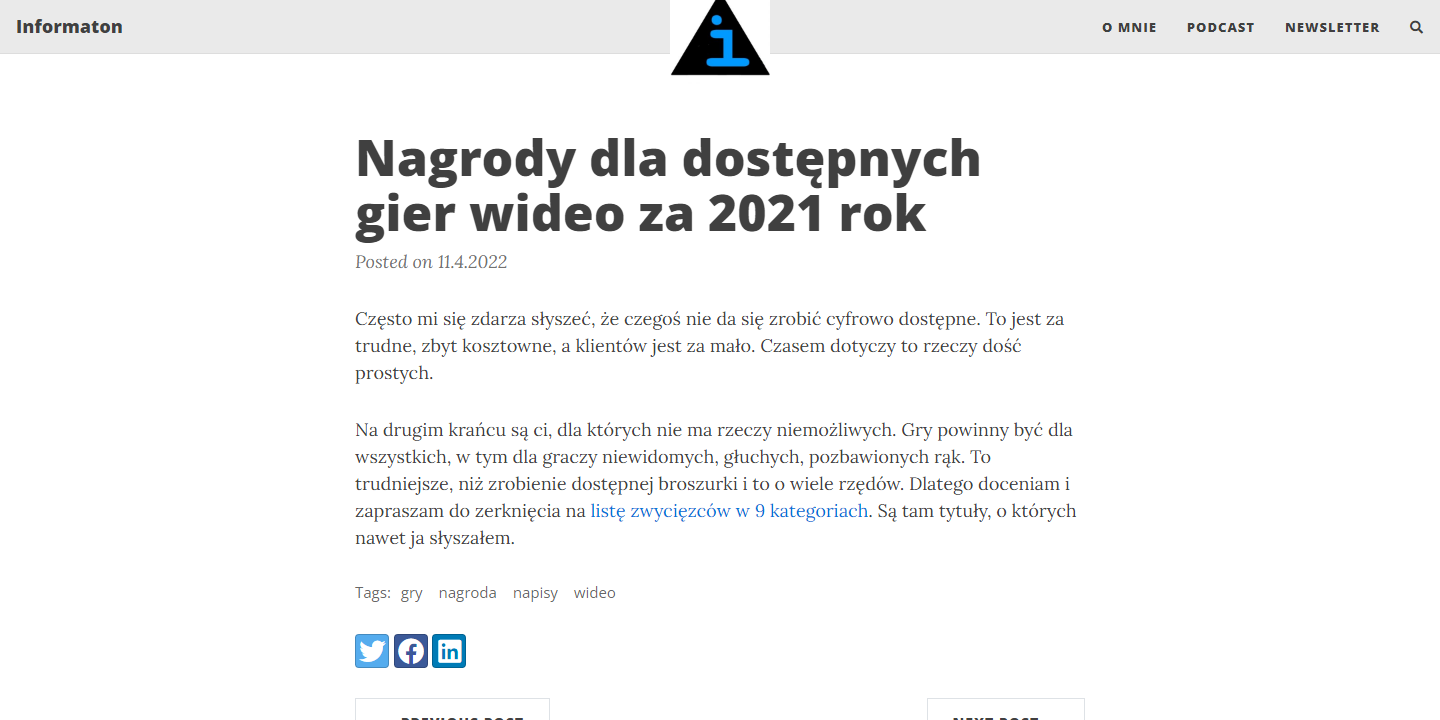 Informaton
i
O MNIE PODCAST NEWSLETTER
Nagrody dla dostępnych
gier wideo za 2021 rok
Posted on 11.4.2022
Często mi się zdarza słyszeć, że czegoś nie da się zrobić cyfrowo dostępne. To jest za
trudne, zbyt kosztowne, a klientów jest za mało. Czasem dotyczy to rzeczy dość
prostych.
Na drugim krańcu są ci, dla których nie ma rzeczy niemożliwych. Gry powinny być dla
wszystkich, w tym dla graczy niewidomych, głuchych, pozbawionych rąk. To
trudniejsze, niż zrobienie dostępnej broszurki i to o wiele rzędów. Dlatego doceniam i
zapraszam do zerknięcia na listę zwycięzców w 9 kategoriach. Są tam tytuły, o których
nawet ja słyszałem.
Tags: gry nagroda napisy wideo
PREVIOUS POST NEXT POST